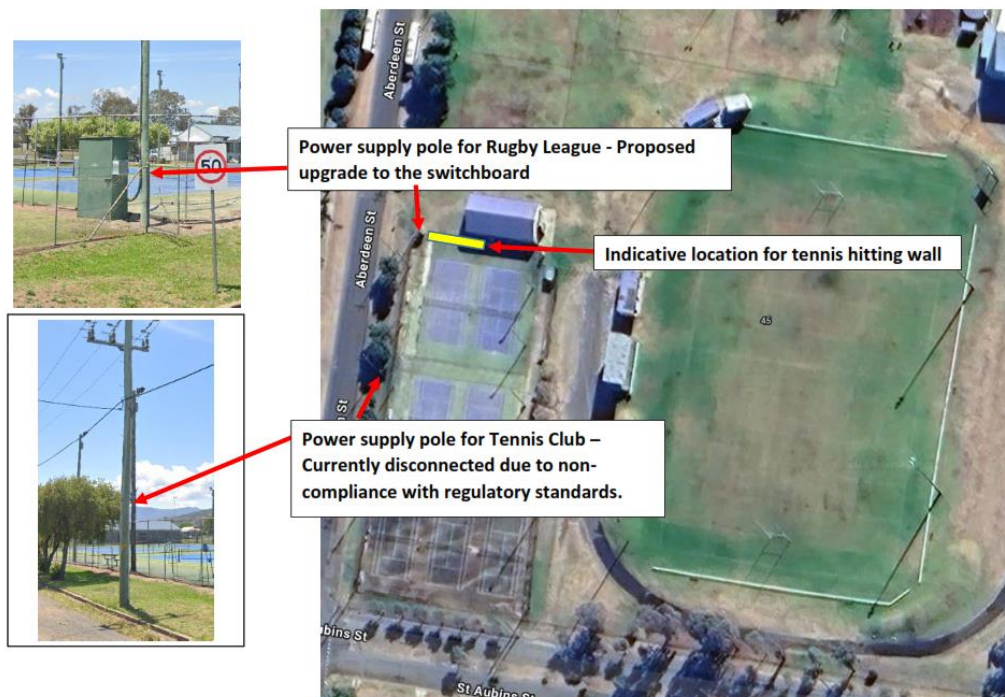 Aberdeen St
50
Power supply pole for Rugby League - Proposed
upgrade to the switchboard
Aberdeen St
Indicative location for tennis hitting wall
45
Power supply pole for Tennis Club –
Currently disconnected due to non-
compliance with regulatory standards.
St
Aubins St
St Aubins St